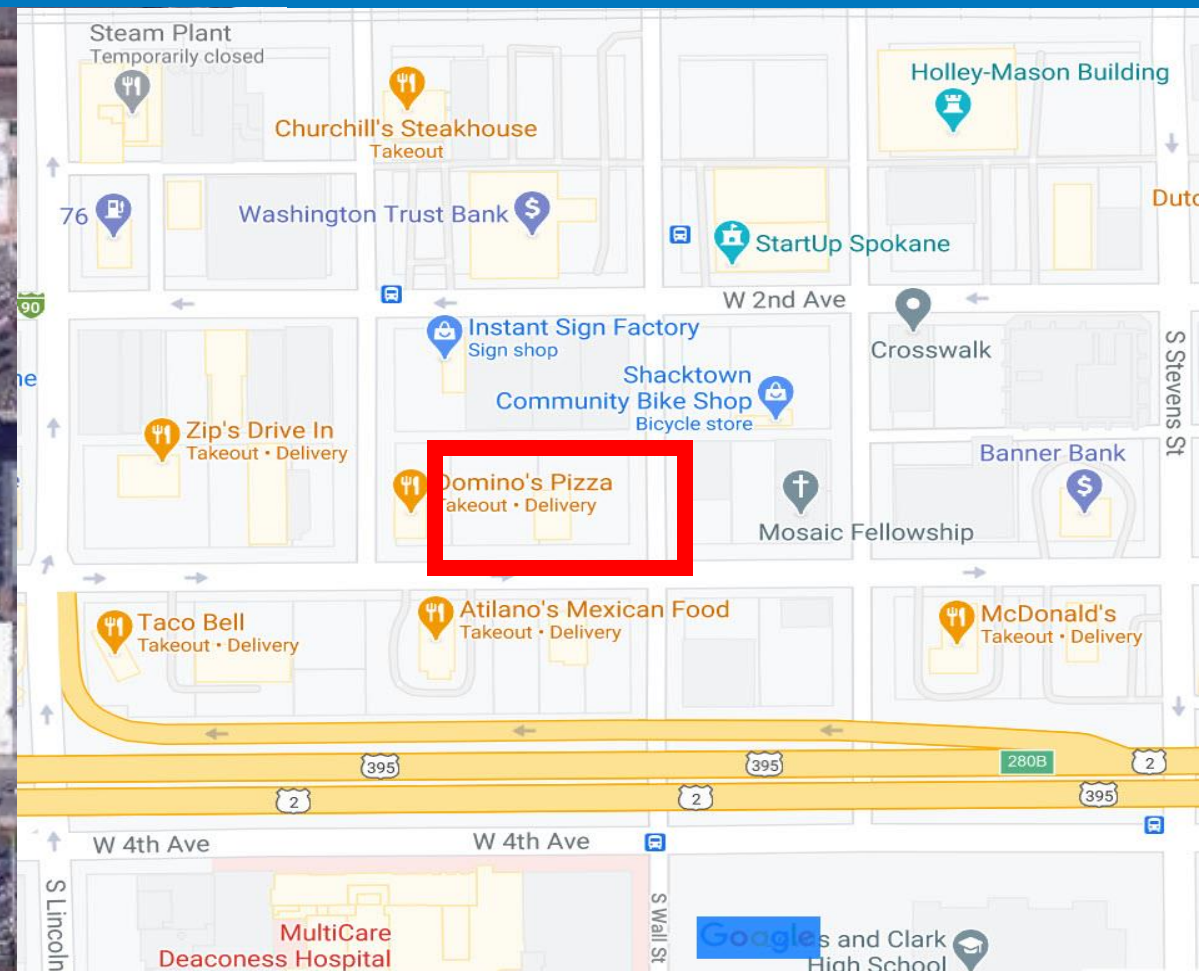 Steam Plant
Temporarily closed
Holley-Mason Building
Churchill's Steakhouse
Takeout
76
Washington Trust Bank
$
Dutc
StartUp Spokane
90
W 2nd Ave
Instant Sign Factory
Sign shop
Crosswalk
S Stevens St
Shacktown
Community Bike Shop
Bicycle store
Zip's Drive In
Takeout • Delivery
Banner Bank
$
Domino's Pizza
Takeout • Delivery
Mosaic Fellowship
Taco Bell
Takeout • Delivery
Atilano's Mexican Food
Takeout • Delivery
McDonald's
Takeout • Delivery
395
395
280B
2
2
2
395
W 4th Ave
W 4th Ave
S Lincoln
S Wall St
MultiCare
Deaconess Hospital
Google
s and Clark
High School